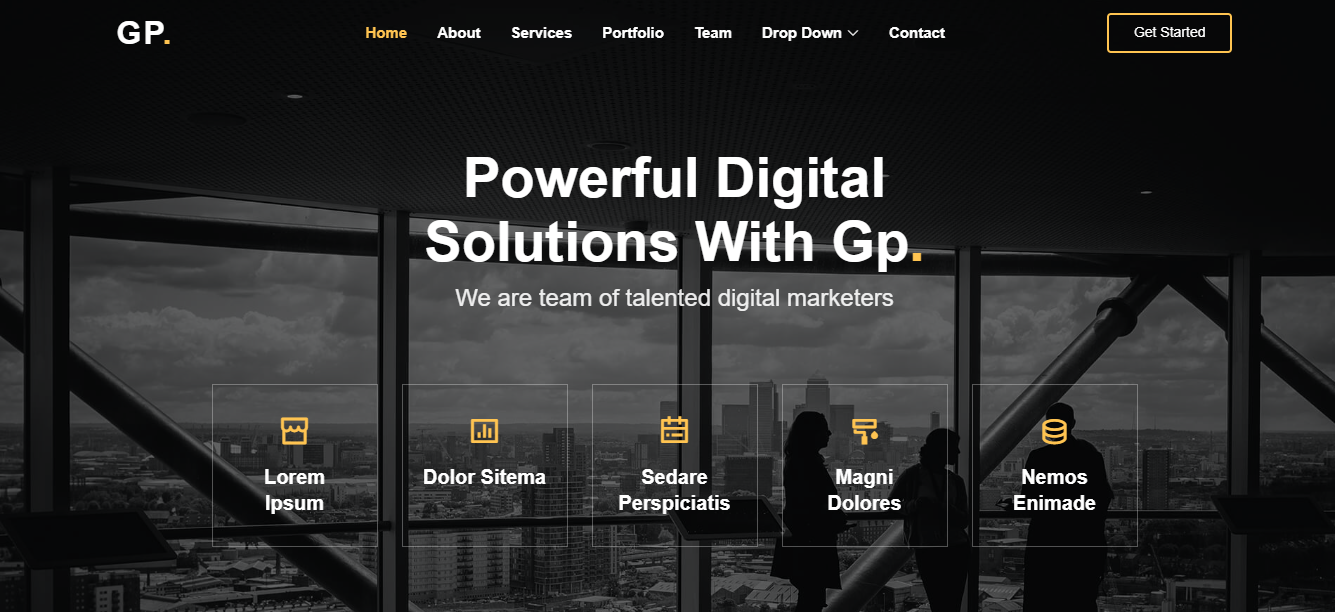 GP.
Home About Services Portfolio Team Drop Down Contact
Get Started
Powerful Digital
Solutions With Gp.
We are team of talented digital marketers
Lorem
Ipsum
Dolor Sitema
Sedare
Perspiciatis
Magni
Dolores
Nemos
Enimade